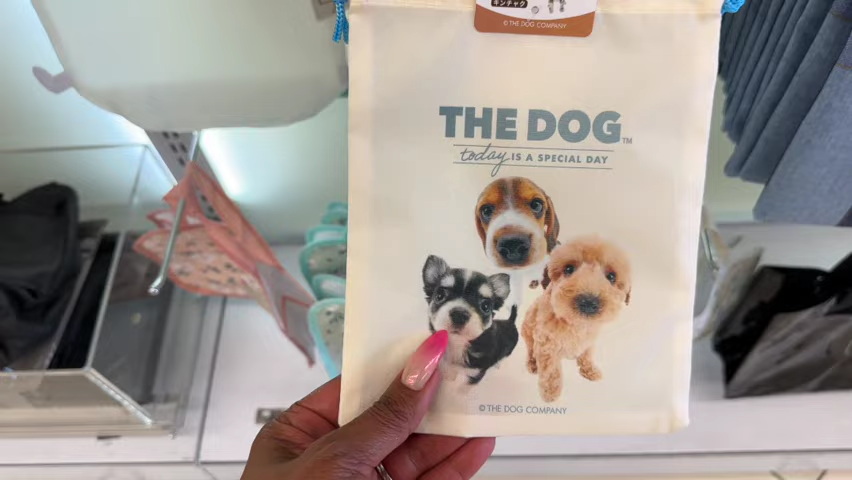 キンチャク
© THE DOG COMPANY
THE DOG™
today IS A SPECIAL DAY
© THE DOG COMPANY